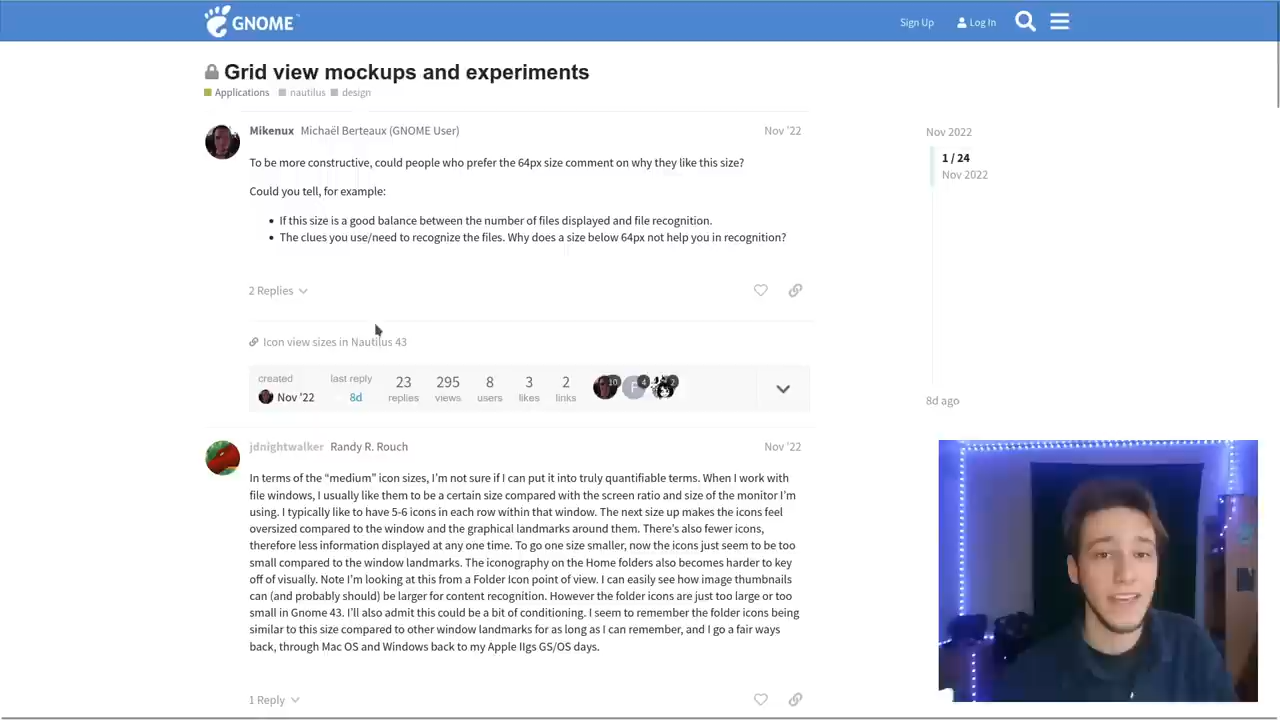 GNOME
Sign Up
Log In
Grid view mockups and experiments
Applications nautilus design
Mikenux Michaël Berteaux (GNOME User) Nov '22
To be more constructive, could people who prefer the 64px size comment on why they like this size?
Could you tell, for example:
If this size is a good balance between the number of files displayed and file recognition.
The clues you use/need to recognize the files. Why does a size below 64px not help you in recognition?
2 Replies
Icon view sizes in Nautilus 43
created last reply 23 295 8 3 2
Nov '22 8d replies views users likes links
10 F 4 2
jdnightwalker Randy R. Rouch Nov '22
In terms of the “medium” icon sizes, I’m not sure if I can put it into truly quantifiable terms. When I work with
file windows, I usually like them to be a certain size compared with the screen ratio and size of the monitor I’m
using. I typically like to have 5-6 icons in each row within that window. The next size up makes the icons feel
oversized compared to the window and the graphical landmarks around them. There’s also fewer icons,
therefore less information displayed at any one time. To go one size smaller, now the icons just seem to be too
small compared to the window landmarks. The iconography on the Home folders also becomes harder to key
off of visually. Note I’m looking at this from a Folder Icon point of view. I can easily see how image thumbnails
can (and probably should) be larger for content recognition. However the folder icons are just too large or too
small in Gnome 43. I’ll also admit this could be a bit of conditioning. I seem to remember the folder icons being
similar to this size compared to other window landmarks for as long as I can remember, and I go a fair ways
back, through Mac OS and Windows back to my Apple IIgs GS/OS days.
1 Reply
Nov 2022
1 / 24
Nov 2022
8d ago